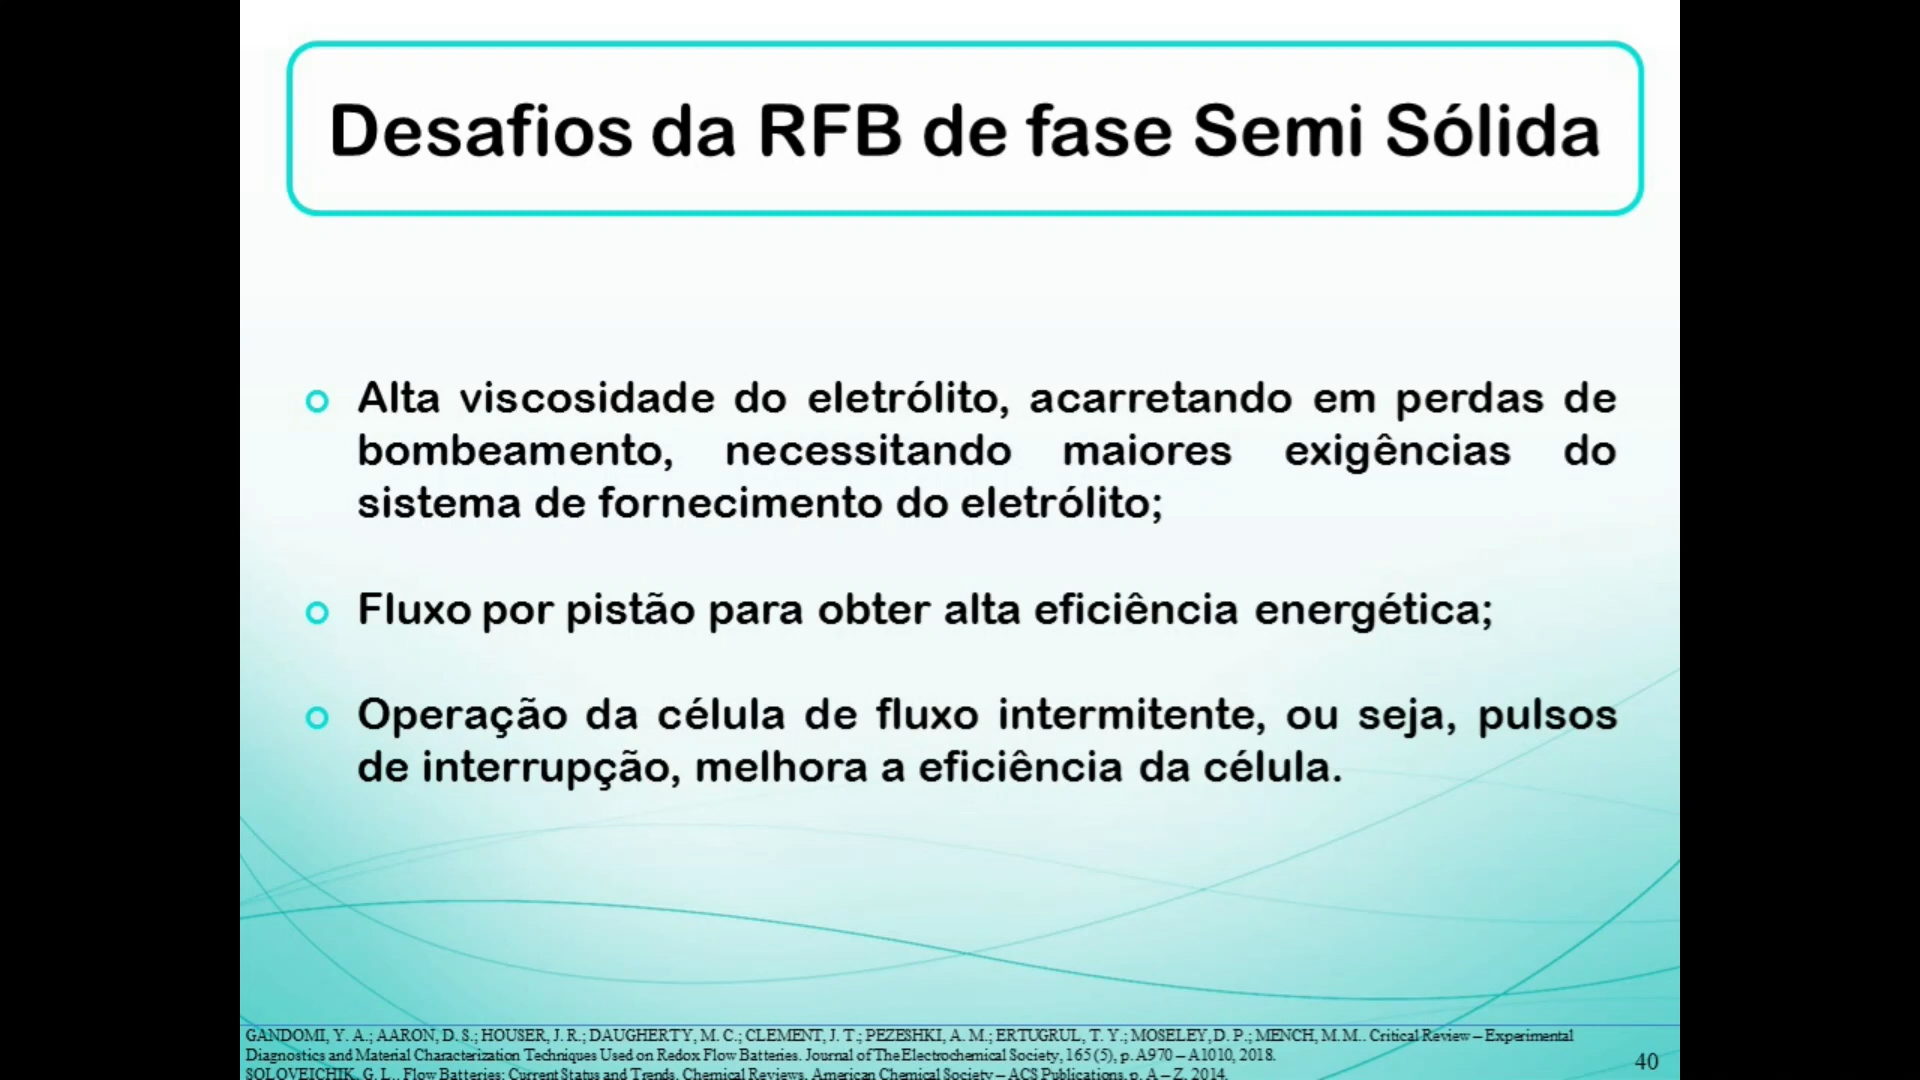 Desafios da RFB de fase Semi Sólida
Alta viscosidade do eletrólito, acarretando em perdas de
bombeamento, necessitando maiores exigências do
sistema de fornecimento do eletrólito;
Fluxo por pistão para obter alta eficiência energética;
Operação da célula de fluxo intermitente, ou seja, pulsos
de interrupção, melhora a eficiência da célula.
GANDOMI, Y. A.; AARON, D. S.; HOUSER, J. R.; DAUGHERTY, M. C.; CLEMENT, J. T.; PEZESHKI, A. M.; ERTUGRUL, T. Y.; MOSELEY, D. P.; MENCH, M.M.. Critical Review – Experimental
Diagnostics and Material Characterization Techniques Used on Redox Flow Batteries. Journal of The Electrochemical Society, 165 (5), p. A970 – A1010, 2018.
SOLOVEICHIK, G. L.. Flow Batteries: Current Status and Trends. Chemical Reviews, American Chemical Society – ACS Publications, p. A – Z, 2014.
40